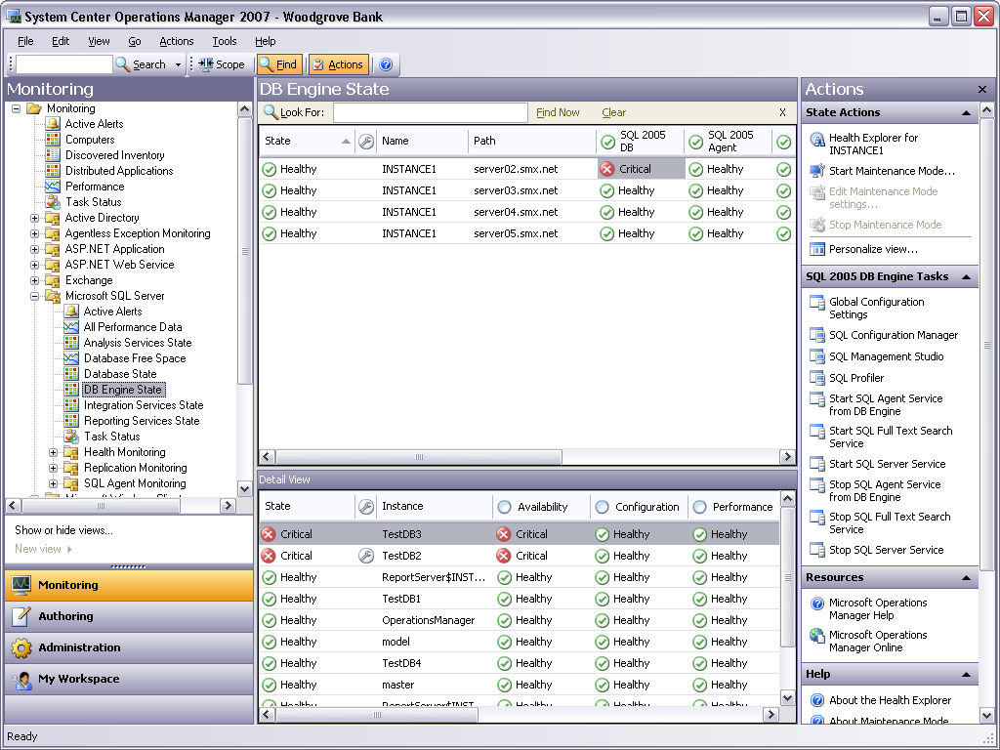 System Center Operations Manager 2007 - Woodgrove Bank
File Edit View Go Actions Tools Help
Search Scope Find Actions
Monitoring
Monitoring
Active Alerts
Computers
Discovered Inventory
Distributed Applications
Performance
Task Status
Active Directory
Agentless Exception Monitoring
ASP.NET Application
ASP.NET Web Service
Exchange
Microsoft SQL Server
Active Alerts
All Performance Data
Analysis Services State
Database Free Space
Database State
DB Engine State
Integration Services State
Reporting Services State
Task Status
Health Monitoring
Replication Monitoring
SQL Agent Monitoring
Show or hide views...
New view
Monitoring
Authoring
Administration
My Workspace
Ready
DB Engine State
Look For: Find Now Clear X
State Name Path SQL 2005 DB SQL 2005 Agent
Healthy INSTANCE1 server02.smx.net Critical Healthy
Healthy INSTANCE1 server03.smx.net Healthy Healthy
Healthy INSTANCE1 server04.smx.net Healthy Healthy
Healthy INSTANCE1 server05.smx.net Healthy Healthy
Detail View
State Instance Availability Configuration Performance
Critical TestDB3 Critical Healthy Healthy
Critical TestDB2 Critical Healthy Healthy
Healthy ReportServer$INST... Healthy Healthy Healthy
Healthy TestDB1 Healthy Healthy Healthy
Healthy OperationsManager Healthy Healthy Healthy
Healthy model Healthy Healthy Healthy
Healthy TestDB4 Healthy Healthy Healthy
Healthy master Healthy Healthy Healthy
Healthy ReportServer$INST Healthy Healthy Healthy
Actions
State Actions
Health Explorer for
INSTANCE1
Start Maintenance Mode...
Edit Maintenance Mode
settings...
Stop Maintenance Mode
Personalize view...
SQL 2005 DB Engine Tasks
Global Configuration
Settings
SQL Configuration Manager
SQL Management Studio
SQL Profiler
Start SQL Agent Service
from DB Engine
Start SQL Full Text Search
Service
Start SQL Server Service
Stop SQL Agent Service
from DB Engine
Stop SQL Full Text Search
Service
Stop SQL Server Service
Resources
Microsoft Operations
Manager Help
Microsoft Operations
Manager Online
Help
About the Health Explorer
About Maintenance Mode